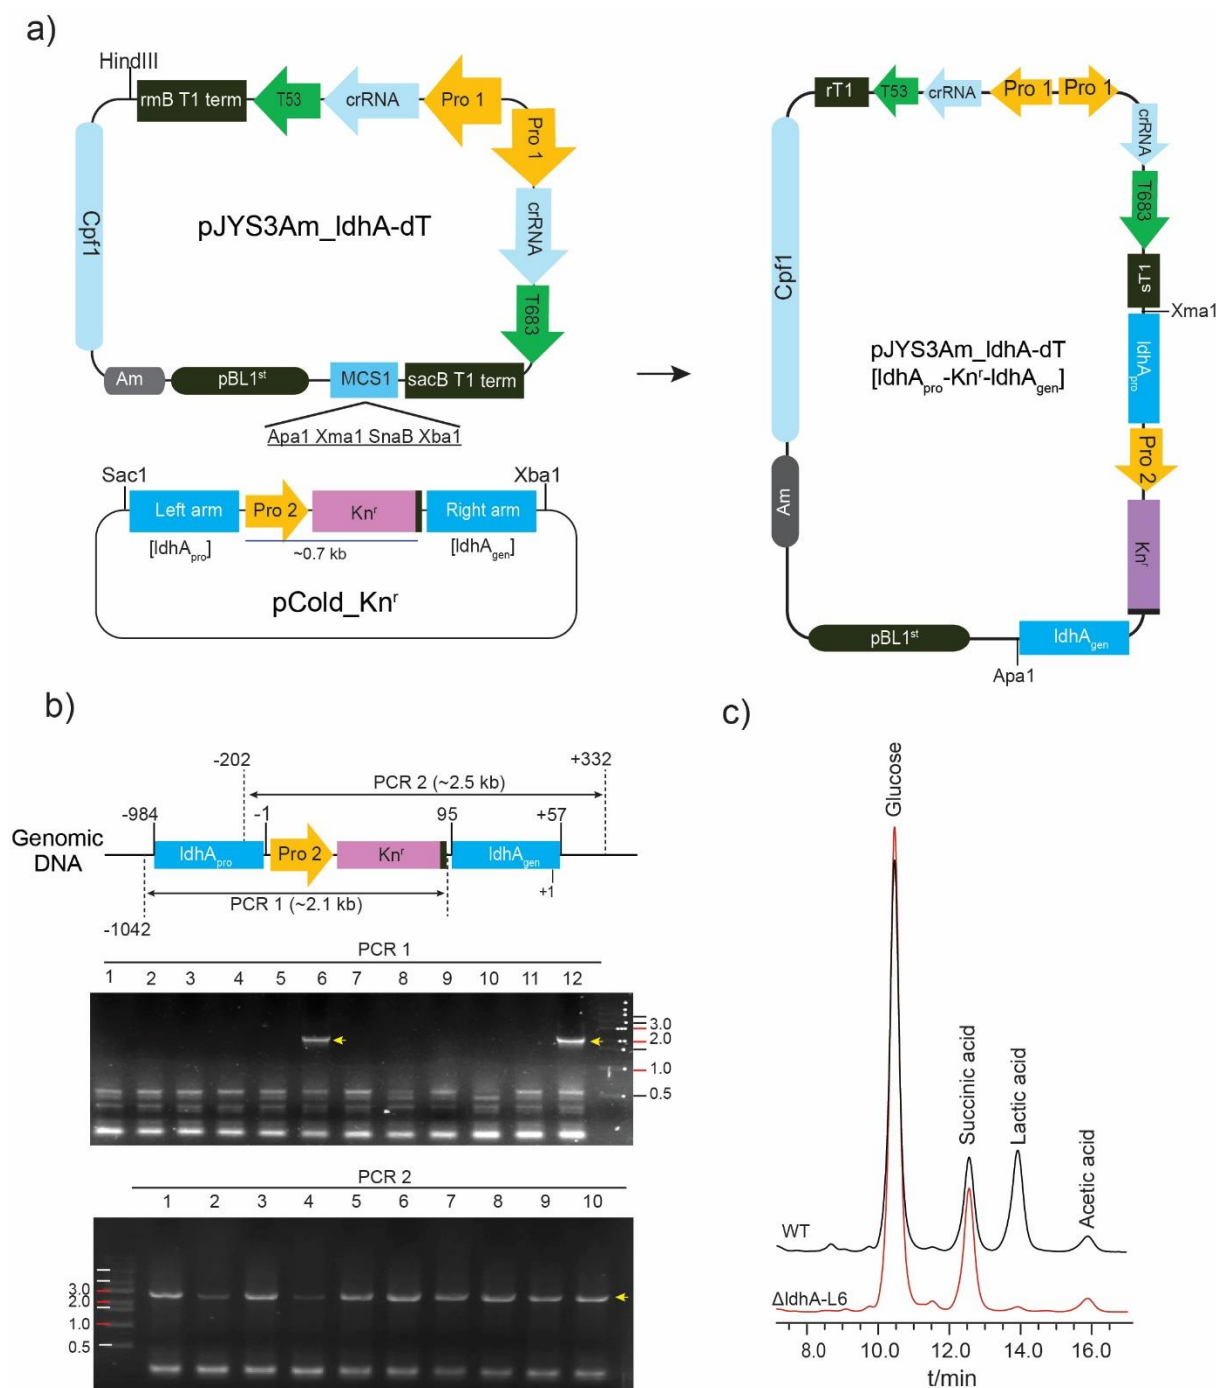 a)
HindIII
rmB T1 term
T53
crRNA
Pro 1
Pro 1
crRNA
T683
sacB T1 term
MCS1
pBL1st
Am
Cpf1
pJYS3Am_ldhA-dT
Apa1 Xma1 SnaB Xba1
Sac1
Xba1
Left arm
Pro 2
Knr
Right arm
[ldhApro]
~0.7 kb
[ldhAgen]
pCold_Knr
rT1
T53
crRNA
Pro 1
Pro 1
crRNA
T683
sT1
Xma1
ldhApro
Pro 2
Knr
ldhAgen
Apa1
pBL1st
Am
Cpf1
pJYS3Am_ldhA-dT
[ldhApro-Knr-ldhAgen]
b)
-202
+332
PCR 2 (~2.5 kb)
-984
-1
95
+57
Genomic
DNA
ldhApro
Pro 2
Knr
ldhAgen
+1
PCR 1 (~2.1 kb)
-1042
PCR 1
1 2 3 4 5 6 7 8 9 10 11 12
3.0
2.0
1.0
0.5
PCR 2
1 2 3 4 5 6 7 8 9 10
3.0
2.0
1.0
0.5
c)
Glucose
Succinic acid
Lactic acid
Acetic acid
WT
ΔldhA-L6
8.0 10.0 12.0 14.0 16.0
t/min